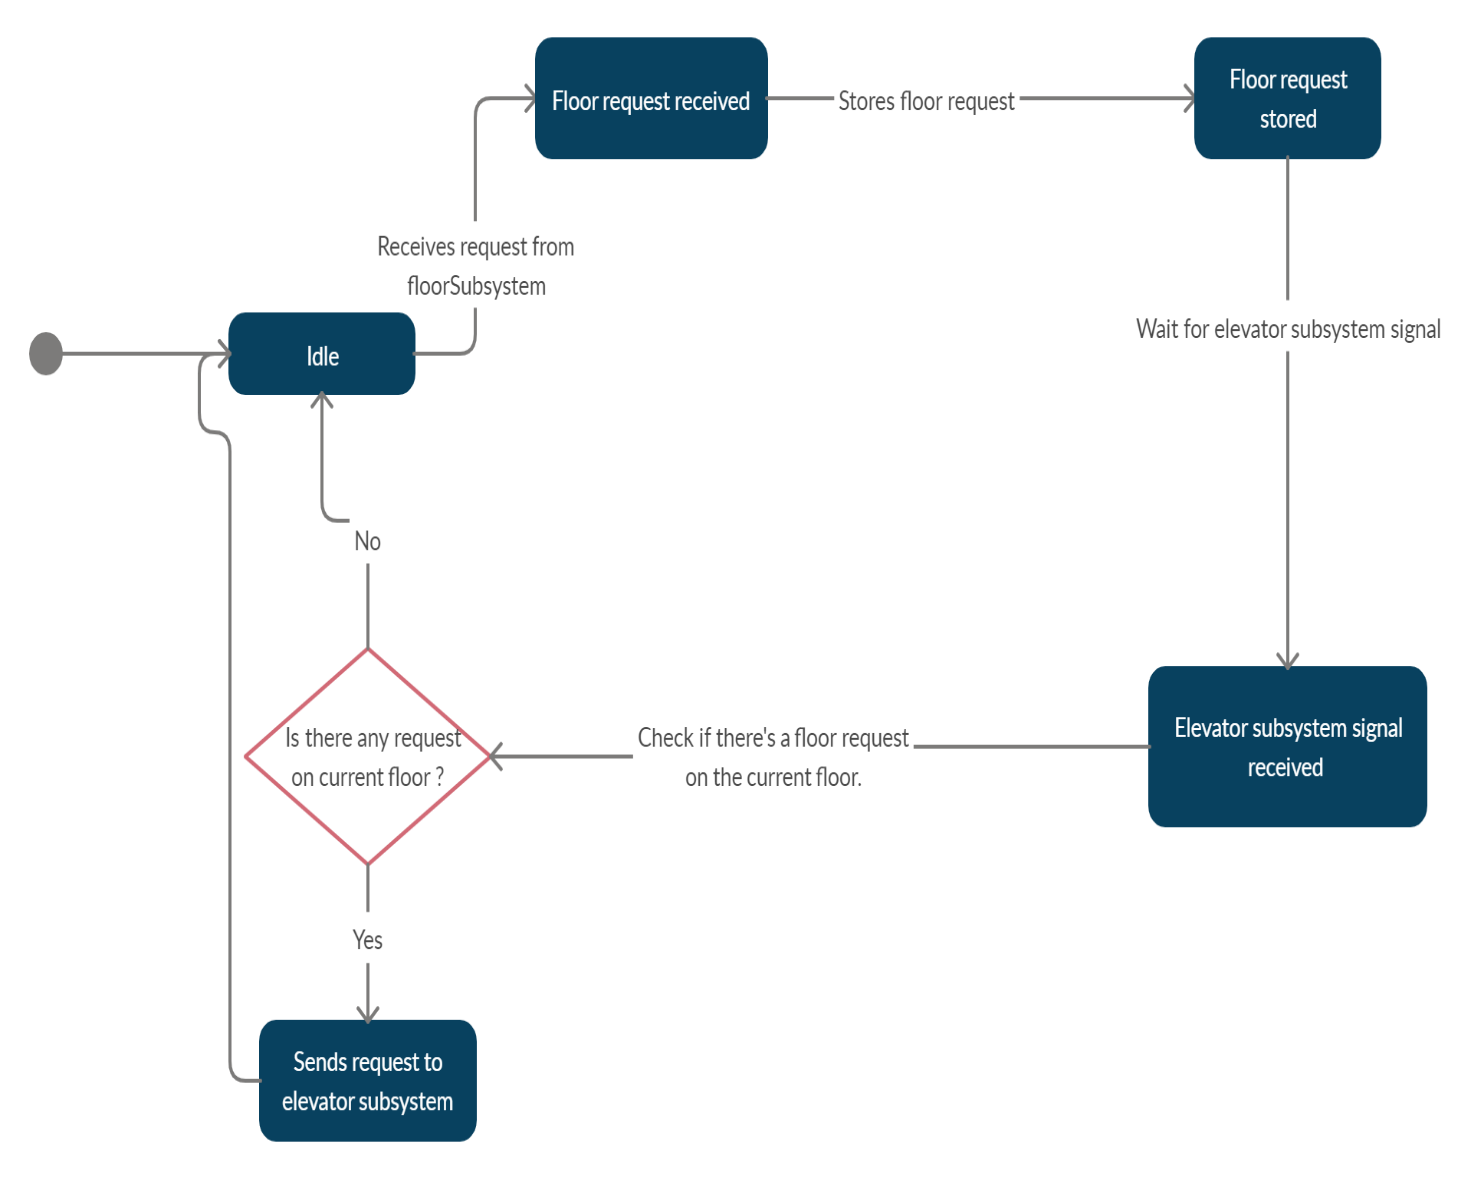 Floor request received
Stores floor request
Floor request
stored
Receives request from
floorSubsystem
Idle
Wait for elevator subsystem signal
No
Is there any request
on current floor ?
Check if there's a floor request
on the current floor.
Elevator subsystem signal
received
Yes
Sends request to
elevator subsystem